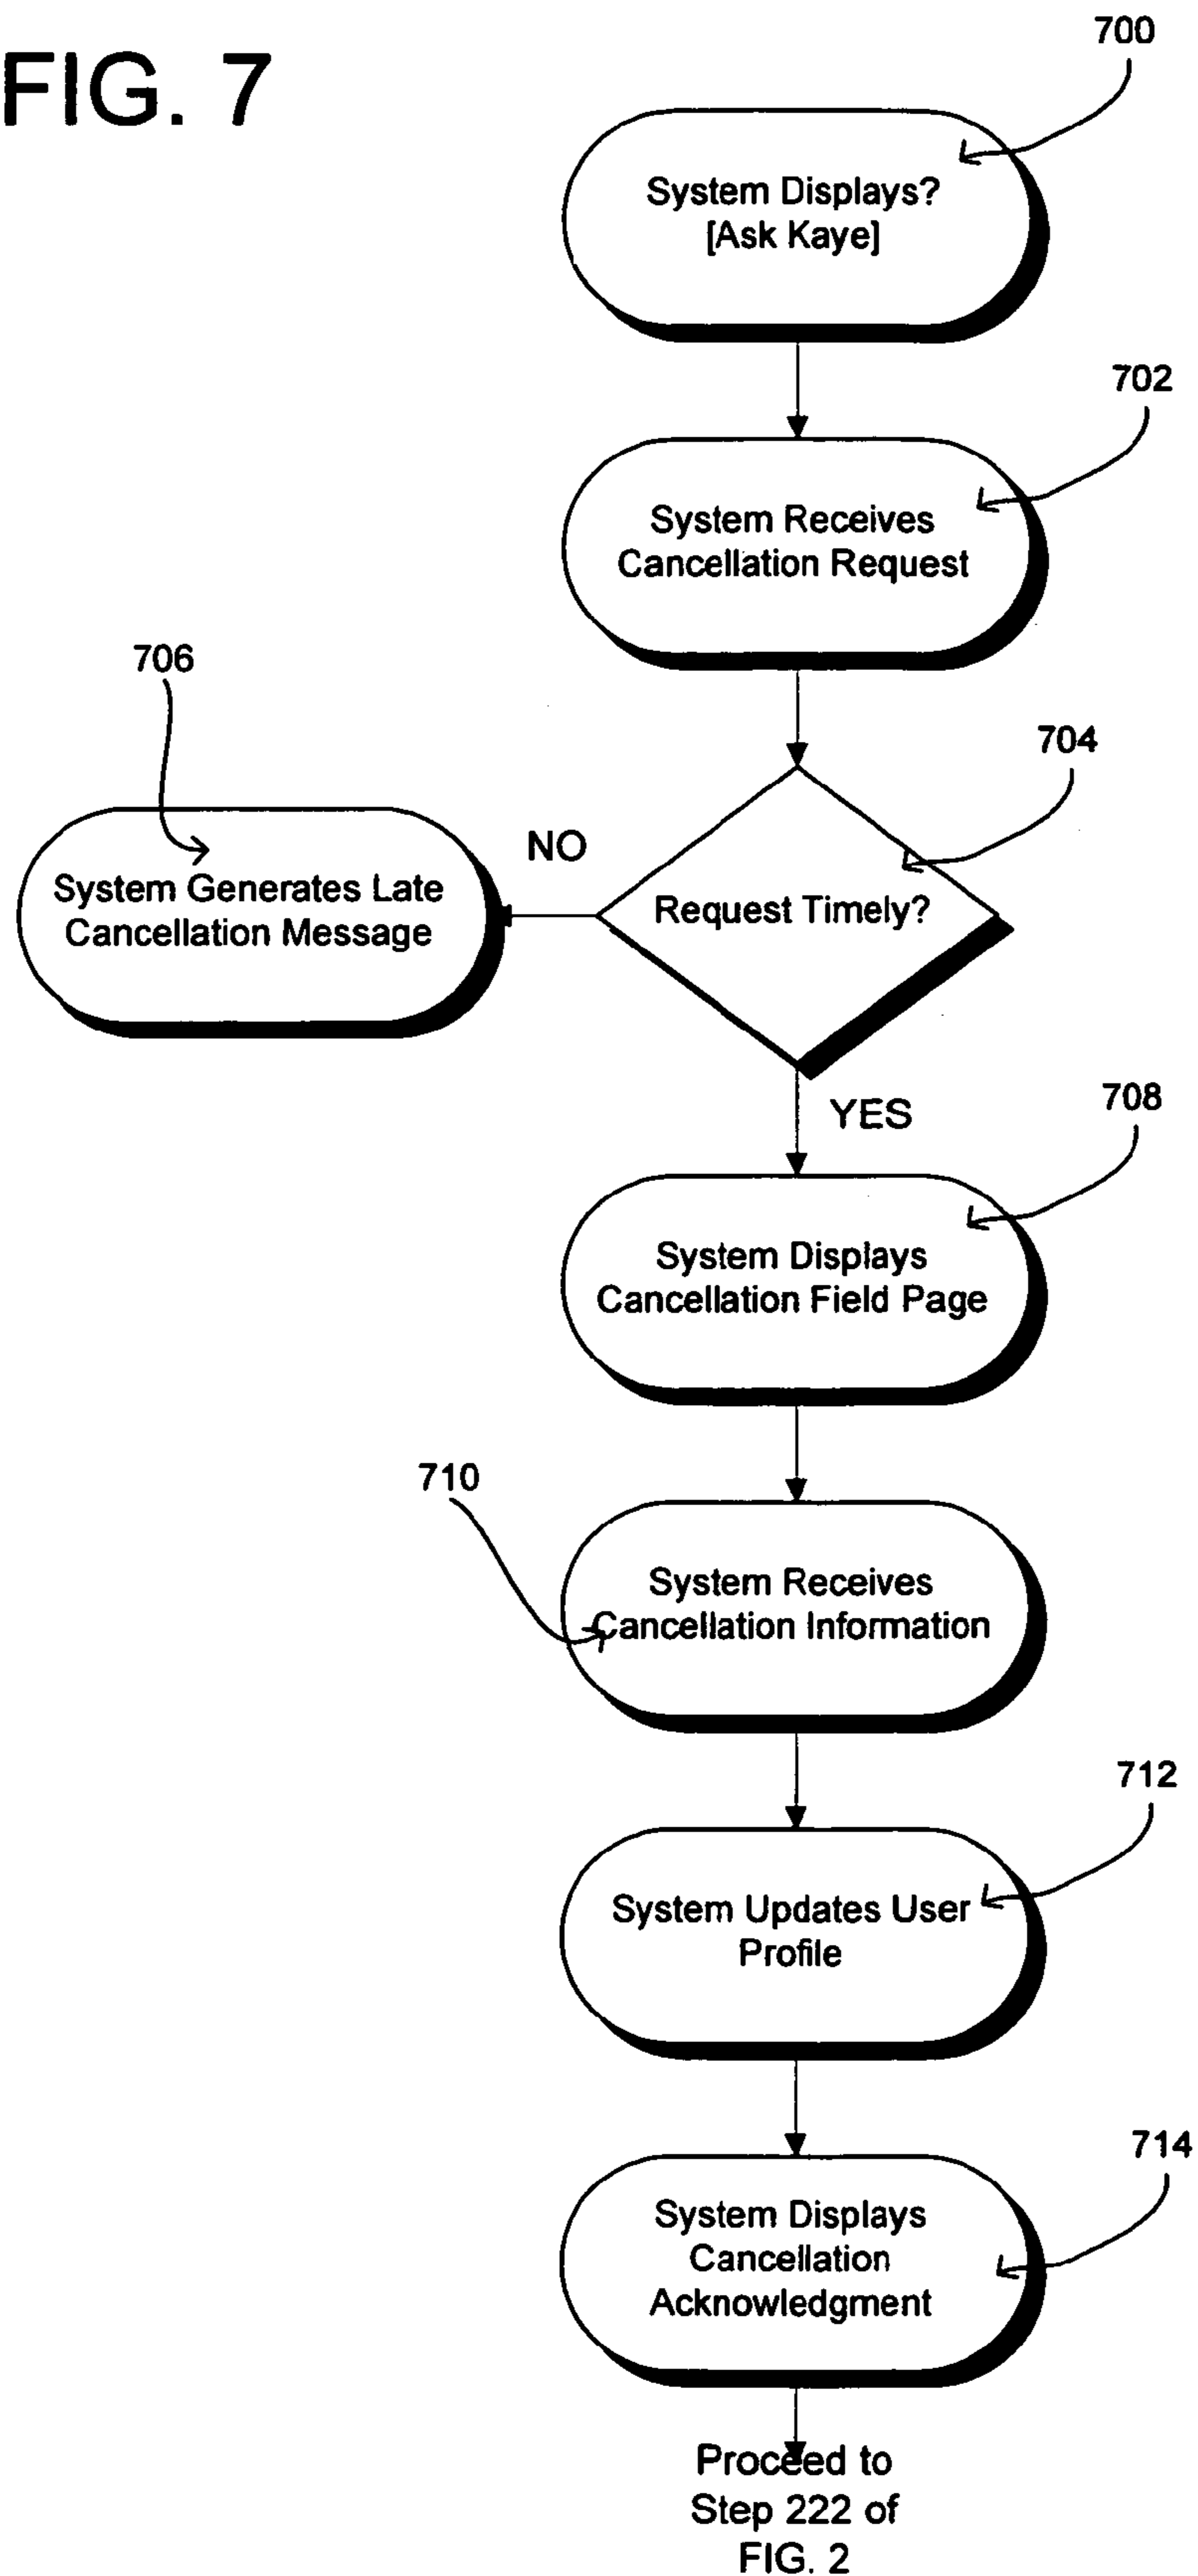 FIG. 7
700
System Displays?
[Ask Kaye]
702
System Receives
Cancellation Request
706
704
NO
System Generates Late
Cancellation Message
Request Timely?
YES
708
System Displays
Cancellation Field Page
710
System Receives
Cancellation Information
712
System Updates User
Profile
714
System Displays
Cancellation
Acknowledgment
Proceed to
Step 222 of
FIG. 2